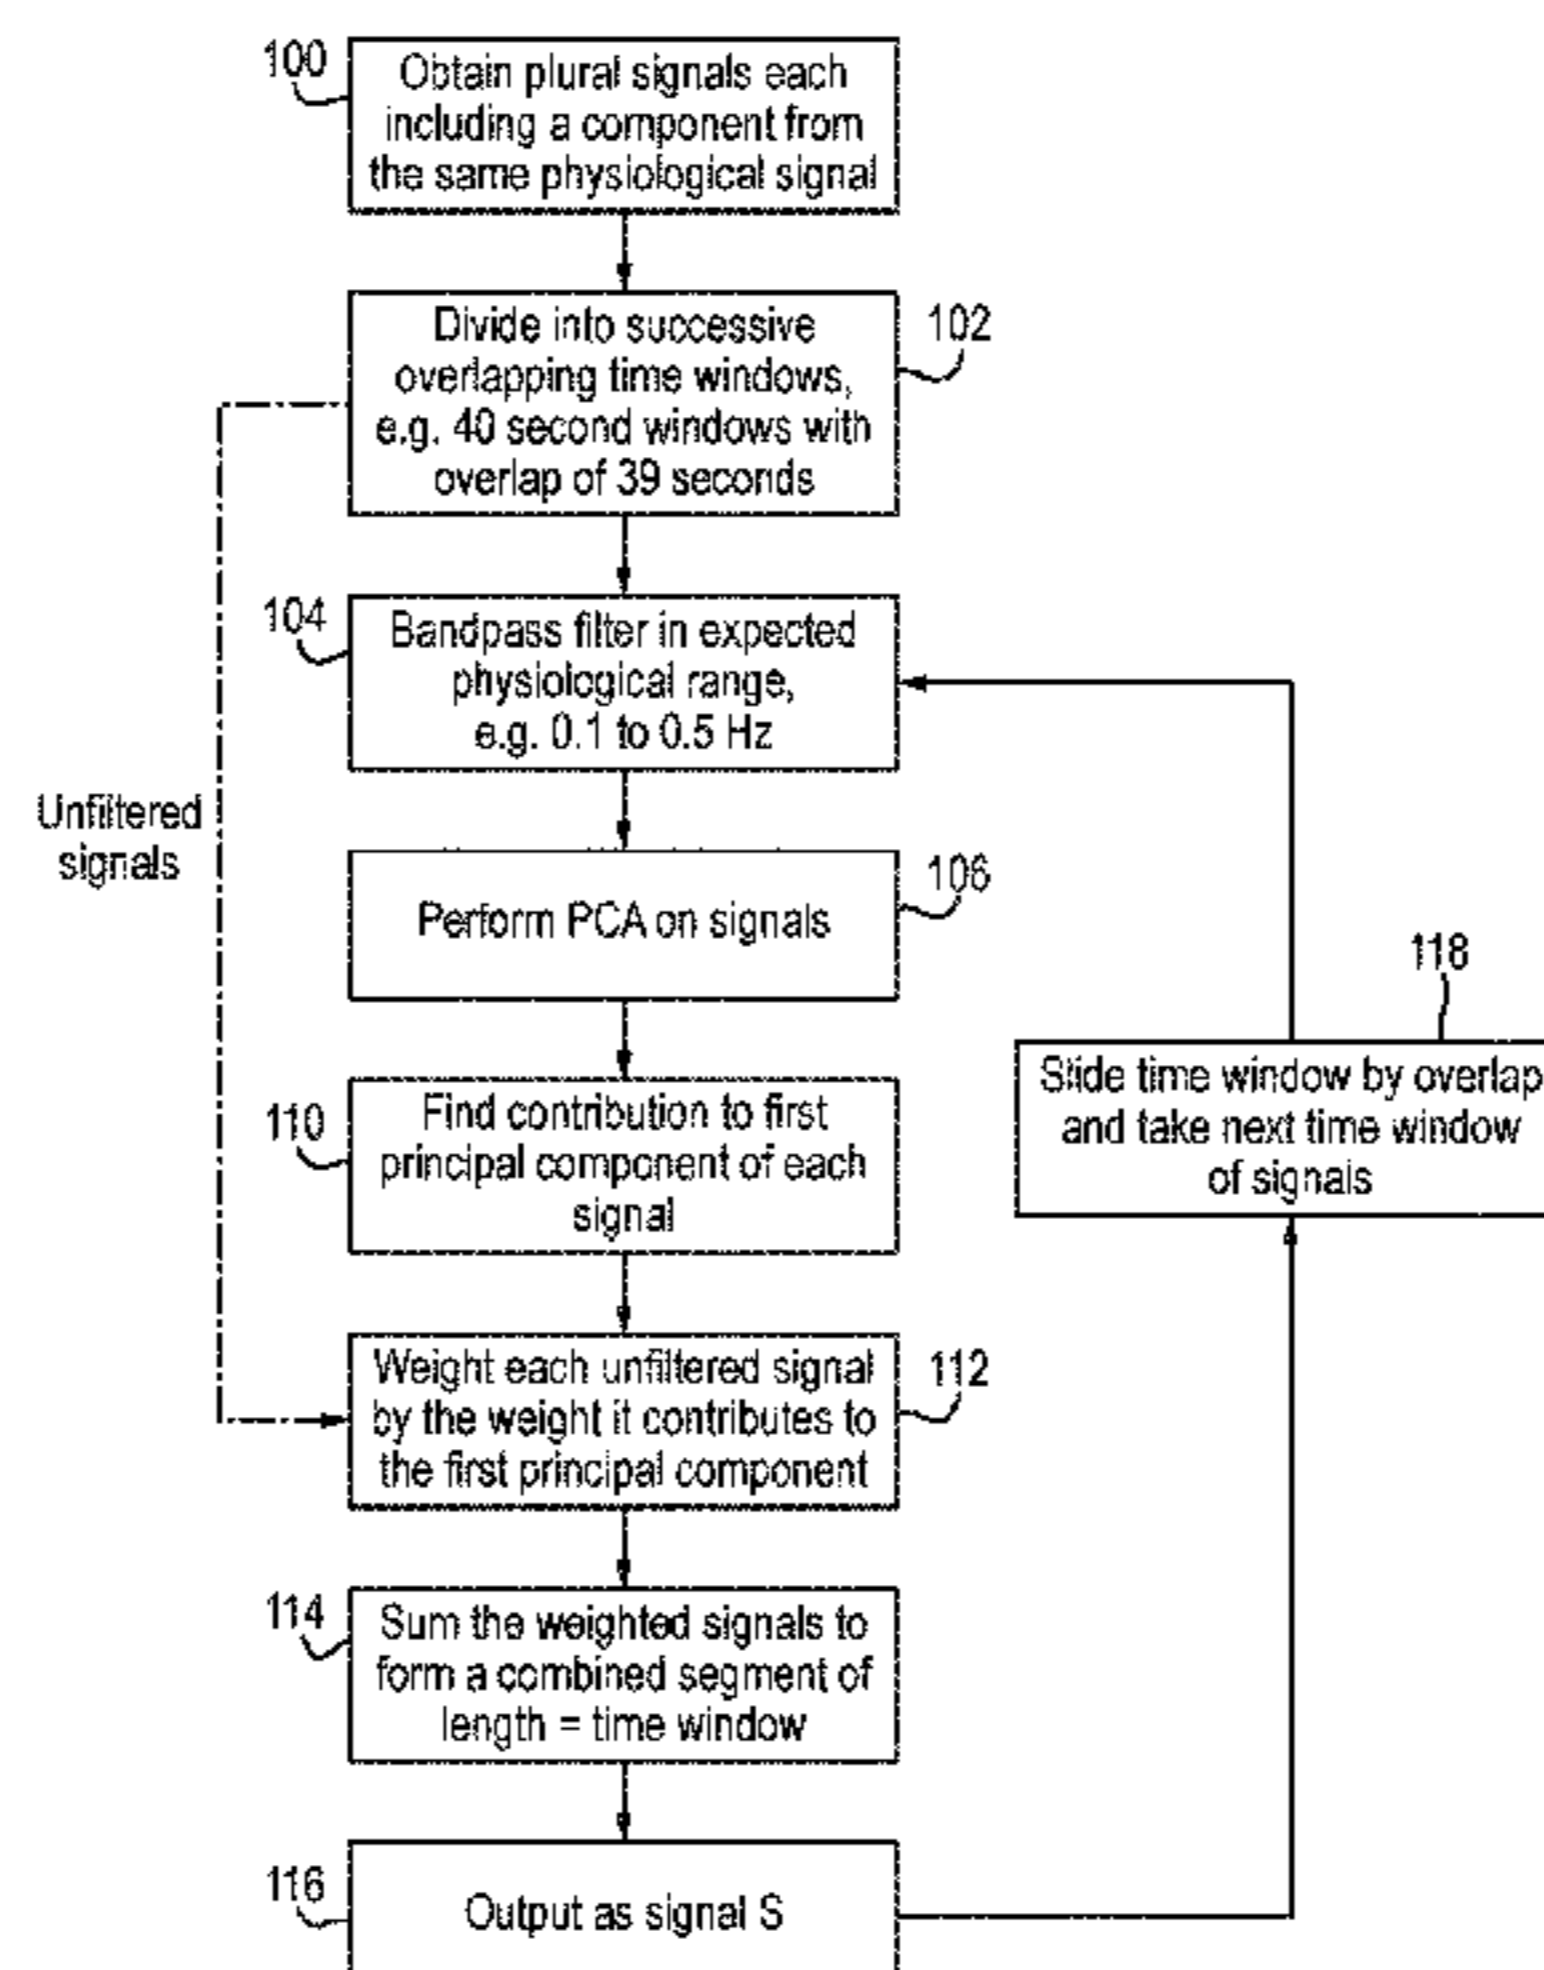 100
Obtain plural signals each
including a component from
the same physiological signal
Divide into successive
overlapping time windows,
e.g. 40 second windows with
overlap of 39 seconds
102
104
Bandpass filter in expected
physiological range,
e.g. 0.1 to 0.5 Hz
Unfiltered
signals
Perform PCA on signals
106
118
Slide time window by overlap
and take next time window
of signals
110
Find contribution to first
principal component of each
signal
Weight each unfiltered signal
by the weight it contributes to
the first principal component
112
114
Sum the weighted signals to
form a combined segment of
length = time window
116
Output as signal S